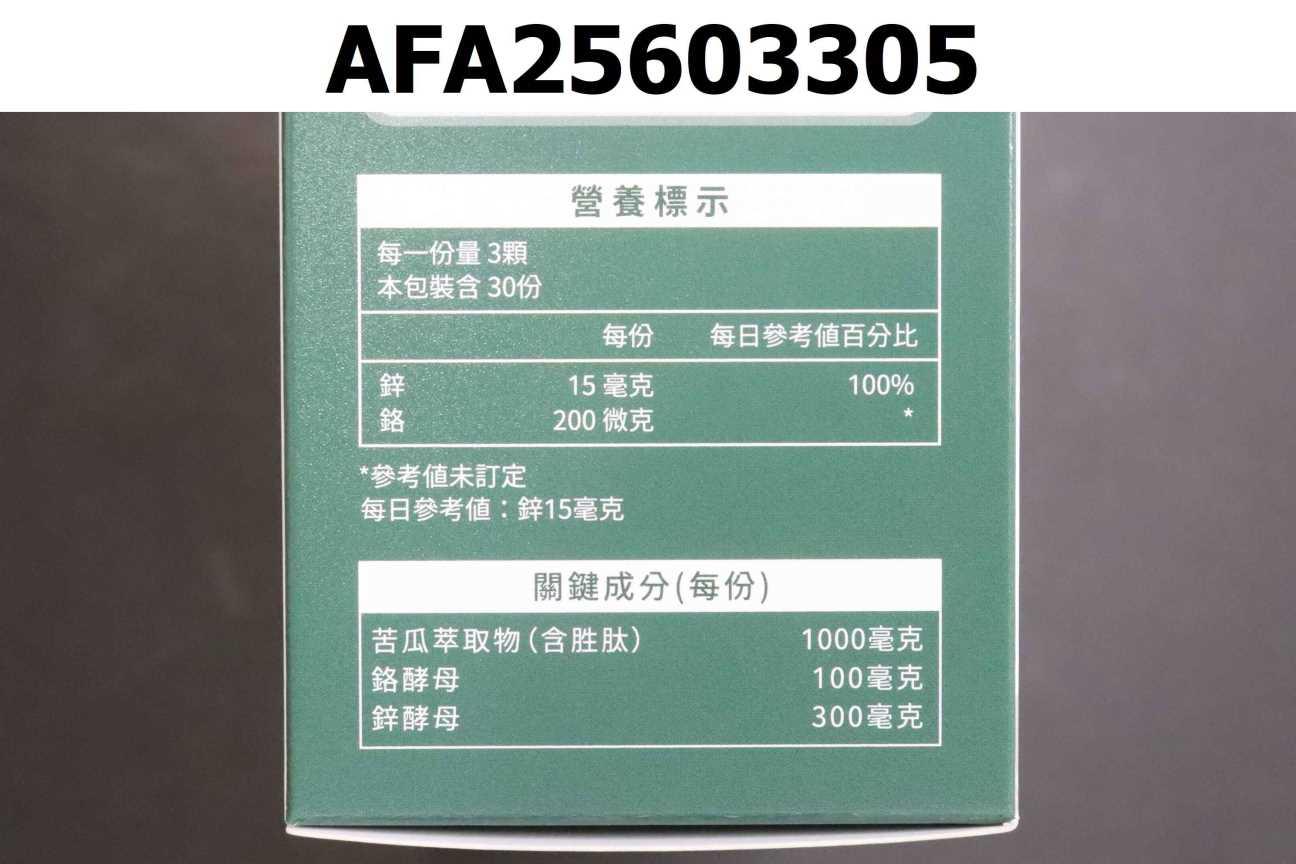 AFA25603305
營養標示
每一份量 3顆
本包裝含 30份
每份 每日參考值百分比
鋅 15 毫克 100%
鉻 200 微克 *
*參考值未訂定
每日參考值：鋅15毫克
關鍵成分(每份)
苦瓜萃取物(含胜肽) 1000毫克
鉻酵母 100毫克
鋅酵母 300毫克